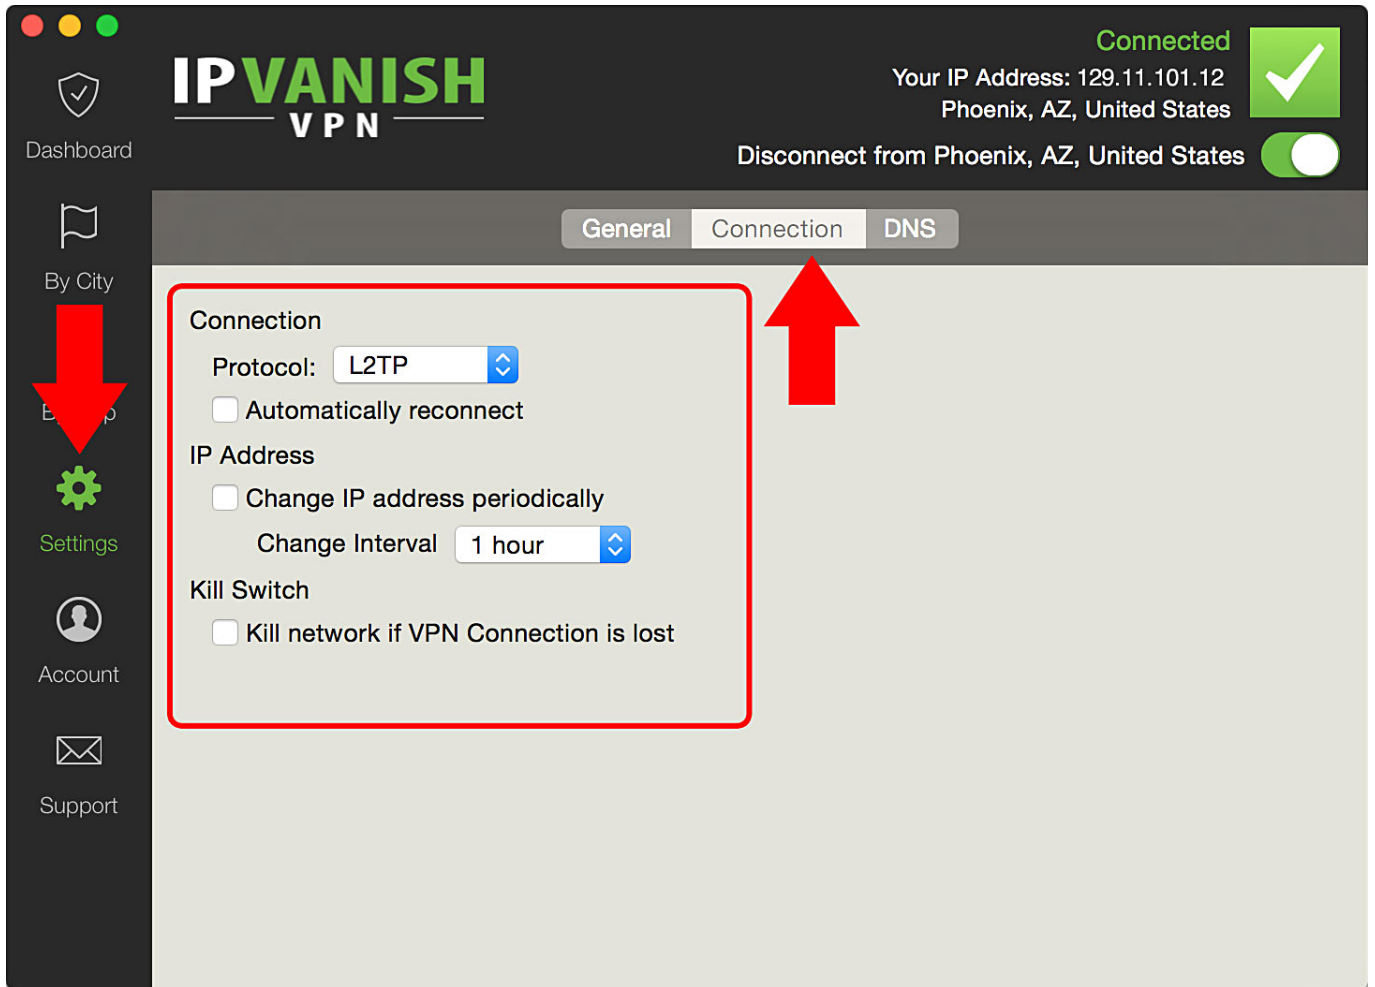 IPVANISH
VPN
Connected
Your IP Address: 129.11.101.12
Phoenix, AZ, United States
Disconnect from Phoenix, AZ, United States
Dashboard
By City
Settings
Account
Support
General Connection DNS
Connection
Protocol: L2TP
Automatically reconnect
IP Address
Change IP address periodically
Change Interval 1 hour
Kill Switch
Kill network if VPN Connection is lost